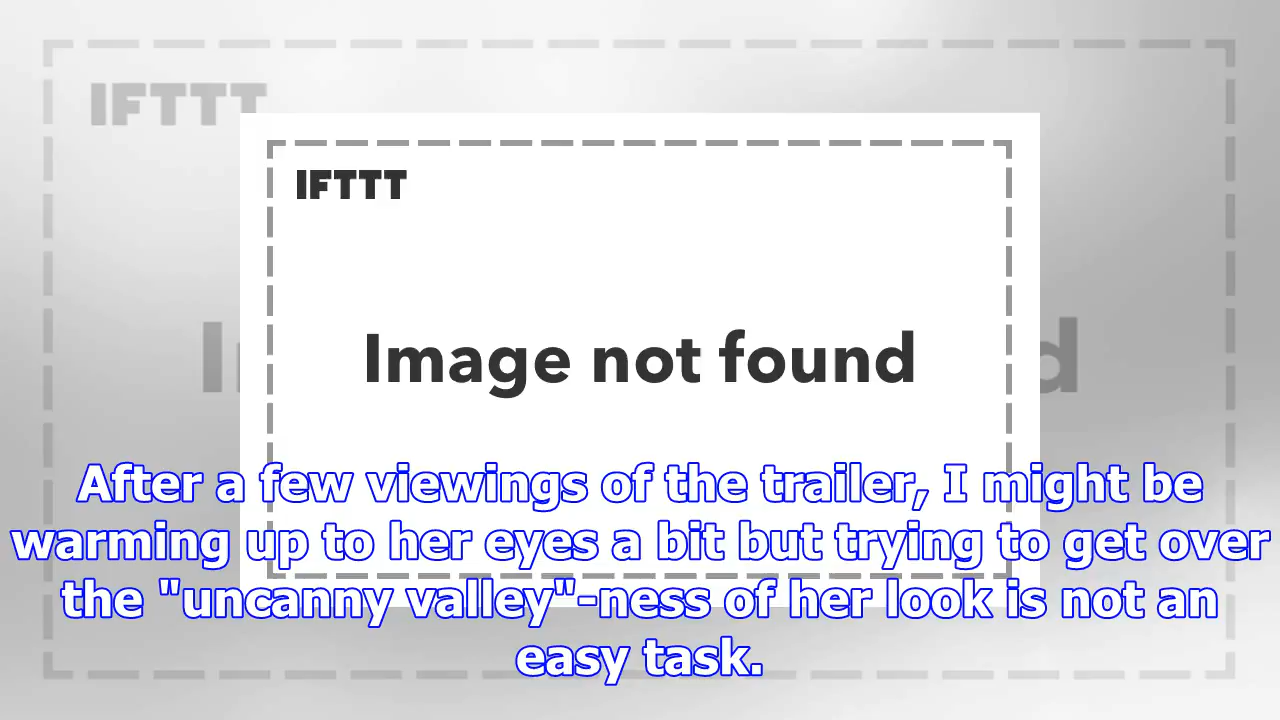 IFTTT
IFTTT
Image not found
After a few viewings of the trailer, I might be
warming up to her eyes a bit but trying to get over
the "uncanny valley"-ness of her look is not an
easy task.